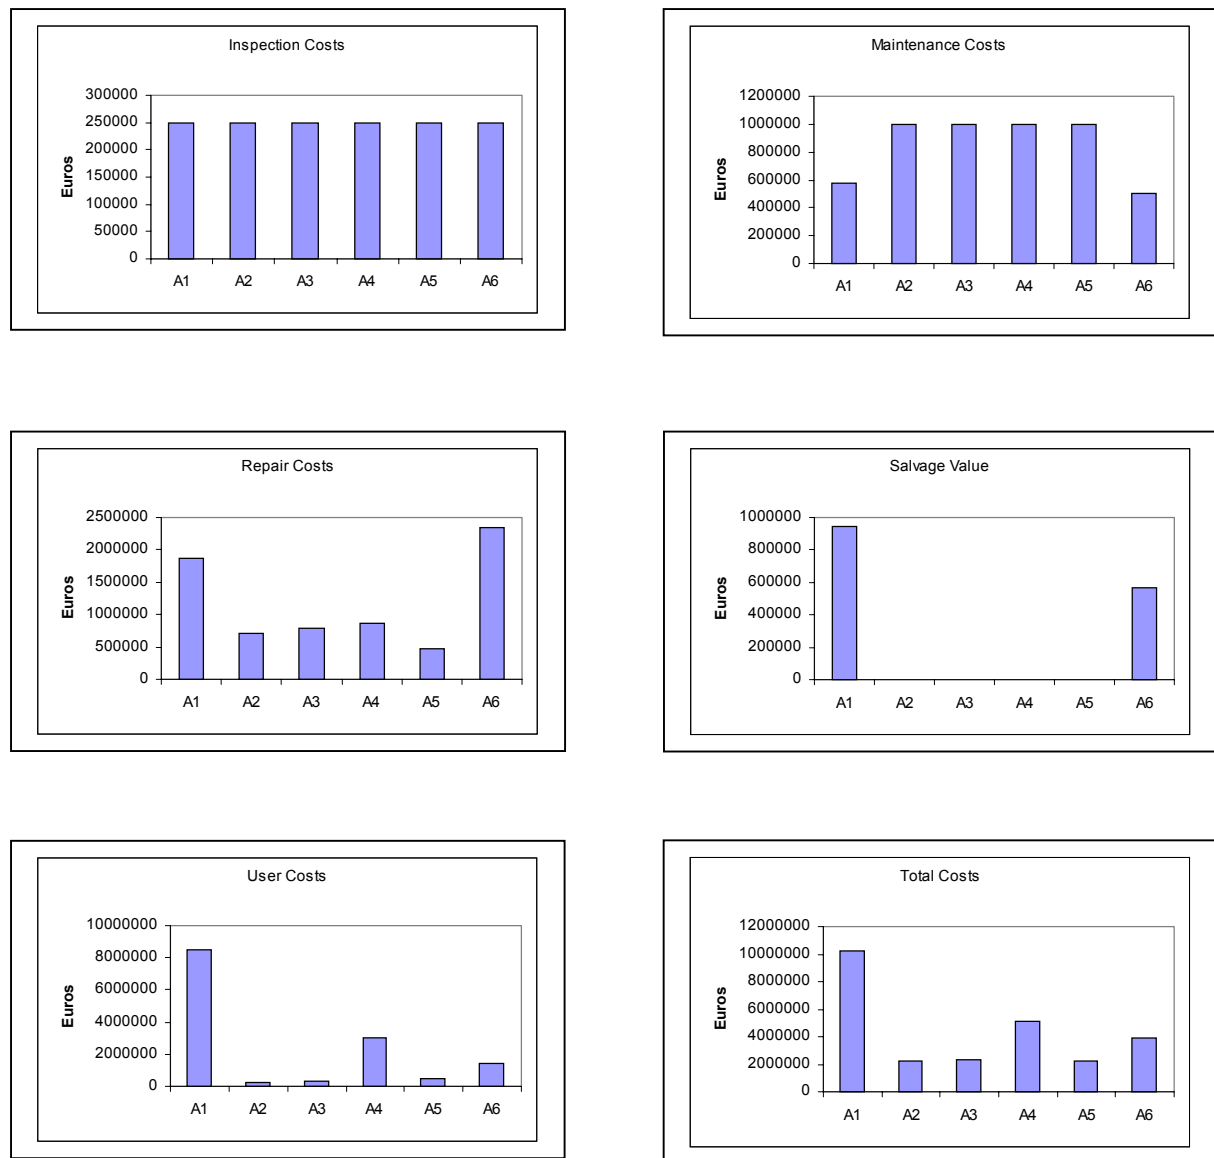 Inspection Costs
300000
250000
200000
150000
100000
50000
0
Euros
A1 A2 A3 A4 A5 A6
Maintenance Costs
1200000
1000000
800000
600000
400000
200000
0
Euros
A1 A2 A3 A4 A5 A6
Repair Costs
2500000
2000000
1500000
1000000
500000
0
Euros
A1 A2 A3 A4 A5 A6
Salvage Value
1000000
800000
600000
400000
200000
0
Euros
A1 A2 A3 A4 A5 A6
User Costs
10000000
8000000
6000000
4000000
2000000
0
Euros
A1 A2 A3 A4 A5 A6
Total Costs
12000000
10000000
8000000
6000000
4000000
2000000
0
Euros
A1 A2 A3 A4 A5 A6